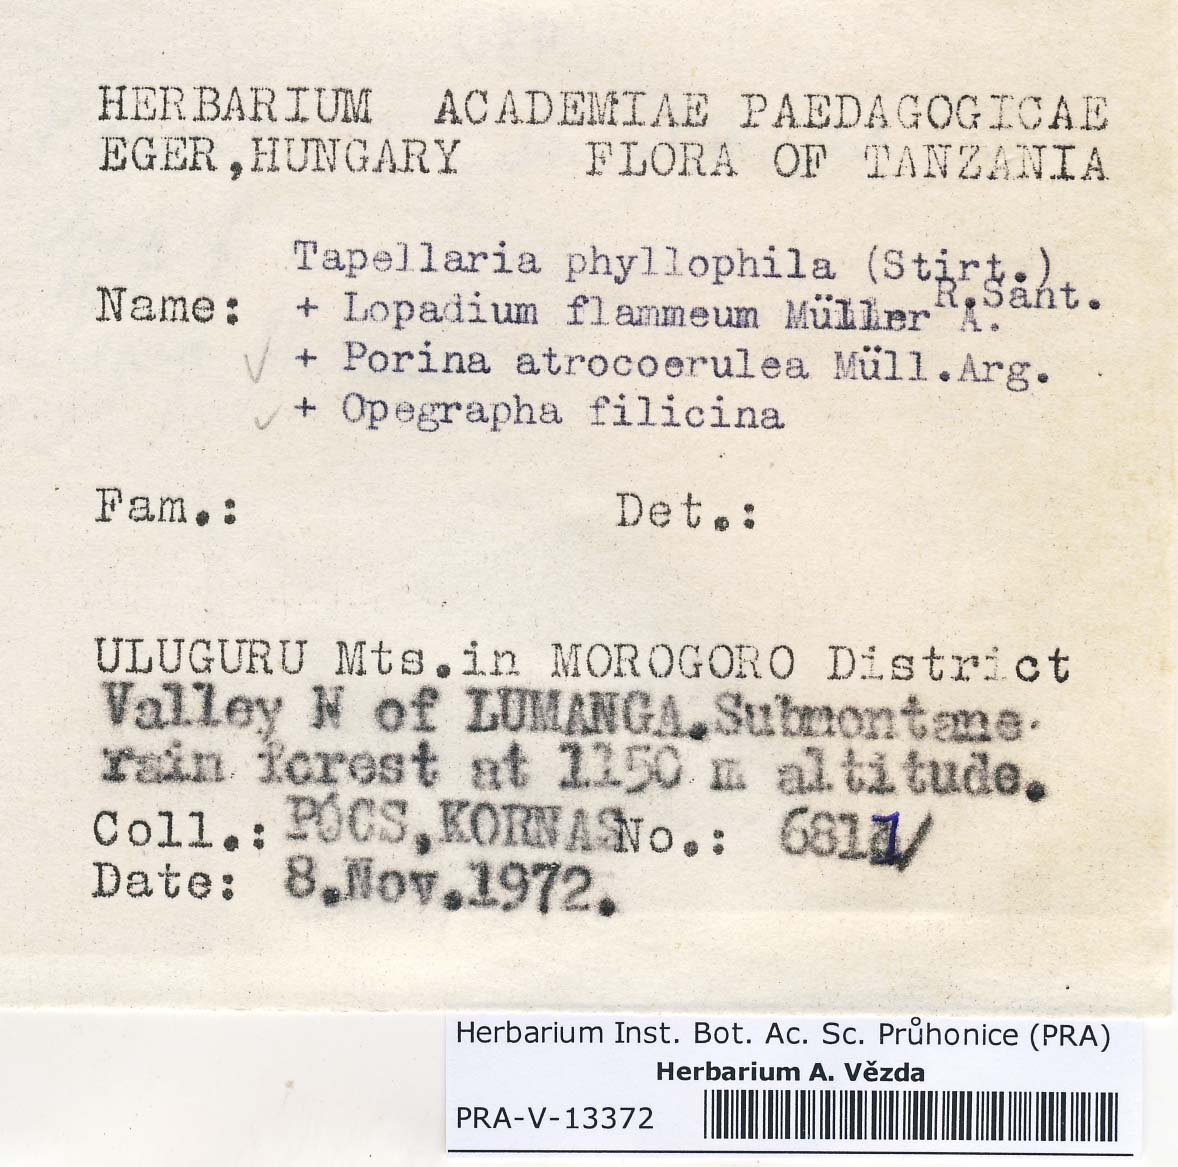 HERBARIUM ACADEMIAE PAEDAGOGICAE
EGER,HUNGARY FLORA OF TANZANIA
Tapellaria phyllophila (Stirt.)
R.Sant.
Name: + Lopadium flammeum Müller A.
+ Porina atrocoerulea Müll.Arg.
+ Opegrapha filicina
Fam.: Det.:
ULUGURU Mts.in MOROGORO District
Valley N of LUMANGA.Submontane
rain forest at 1150 m altitude.
Coll.: PÓCS,KORNAS No.:
Date: 8.Nov.1972.
Herbarium Inst. Bot. Ac. Sc. Průhonice (PRA)
Herbarium A. Vězda
PRA-V-13372